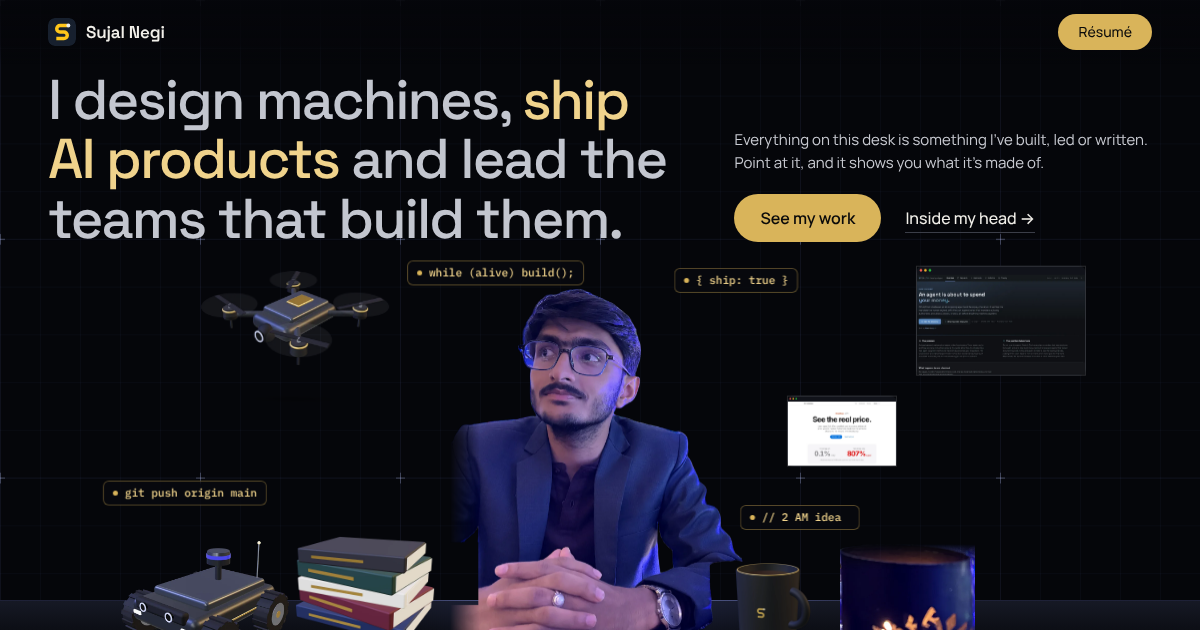 Sujal Negi
Résumé
I design machines, ship
AI products and lead the
teams that build them.
Everything on this desk is something I've built, led or written.
Point at it, and it shows you what it's made of.
See my work
Inside my head →
while (alive) build();
{ ship: true }
An agent is about to spend
your money.
See the real price.
0.1%
807%
git push origin main
// 2 AM idea
S